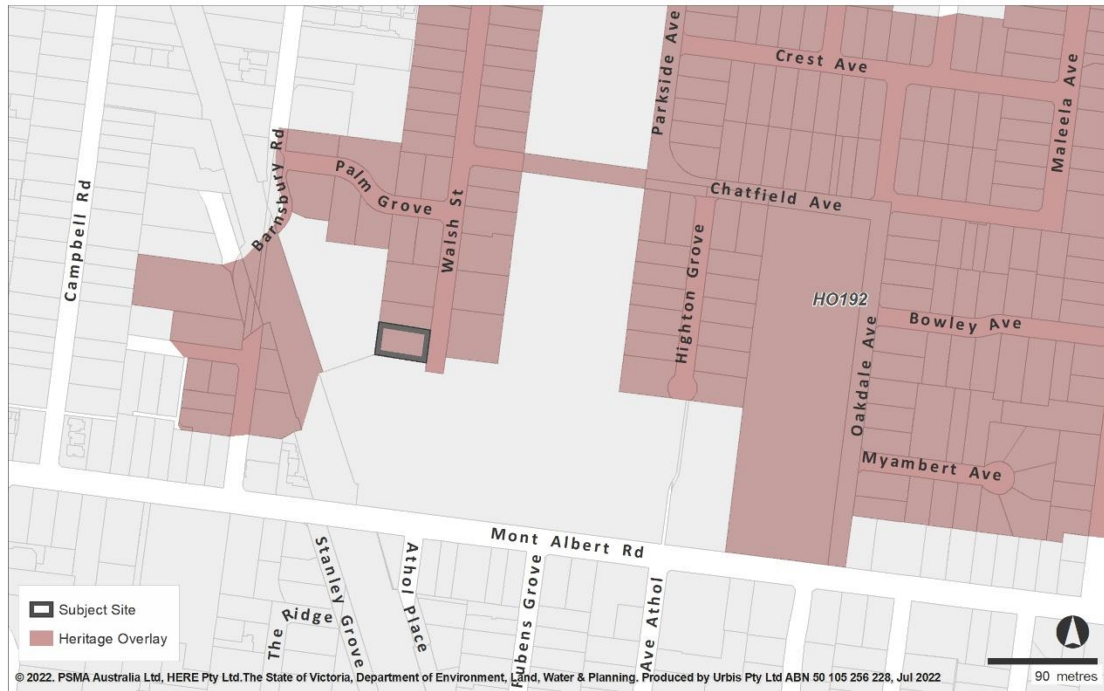 Crest Ave
Parkside Ave
Maleela Ave
Barnsbury Rd
Palm Grove
Campbell Rd
Walsh St
Chatfield Ave
Highton Grove
HO192
Bowley Ave
Oakdale Ave
Myambert Ave
Mont Albert Rd
Stanley Grove
Athol Place
Rubens Grove
Ave Athol
The Ridge
Subject Site
Heritage Overlay
90 metres
© 2022. PSMA Australia Ltd, HERE Pty Ltd.The State of Victoria, Department of Environment, Land, Water & Planning. Produced by Urbis Pty Ltd ABN 50 105 256 228, Jul 2022